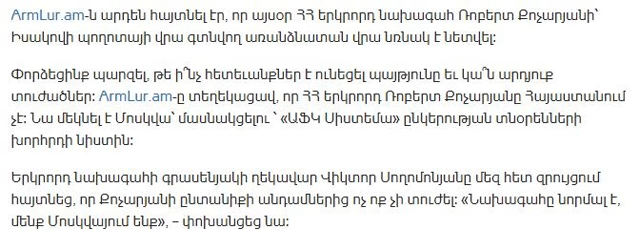 ArmLur.am-ն արդեն հայտնել էր, որ այսօր ՀՀ երկրորդ նախագահ Ռոբերտ Քոչարյանի՝
Իսակովի պողոտայի վրա գտնվող առանձնատան վրա նռնակ է նետվել:
Փորձեցինք պարզել, թե ի՞նչ հետեւանքներ է ունեցել պայթյունը եւ կա՞ն արդյուք
տուժածներ: ArmLur.am-ը տեղեկացավ, որ ՀՀ երկրորդ Ռոբերտ Քոչարյանը Հայաստանում
չէ: Նա մեկնել է Մոսկվա՝ մասնակցելու ՝ «ԱՖԿ Սիստեմա» ընկերության տնօրենների
խորհրդի նիստին:
Երկրորդ նախագահի գրասենյակի ղեկավար Վիկտոր Սողոմոնյանը մեզ հետ զրույցում
հայտնեց, որ Քոչարյանի ընտանիքի անդամներից ոչ ոք չի տուժել: «Նախագահը նորմալ է,
մենք Մոսկվայում ենք», – փոխանցեց նա: